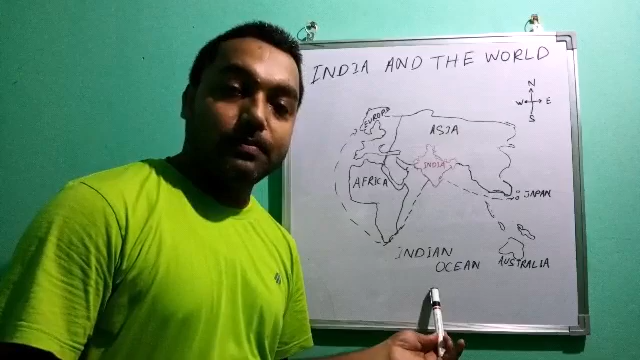 INDIA AND THE WORLD
N
W E
S
EUROPE
ASIA
INDIA
AFRICA
JAPAN
INDIAN
OCEAN
AUSTRALIA